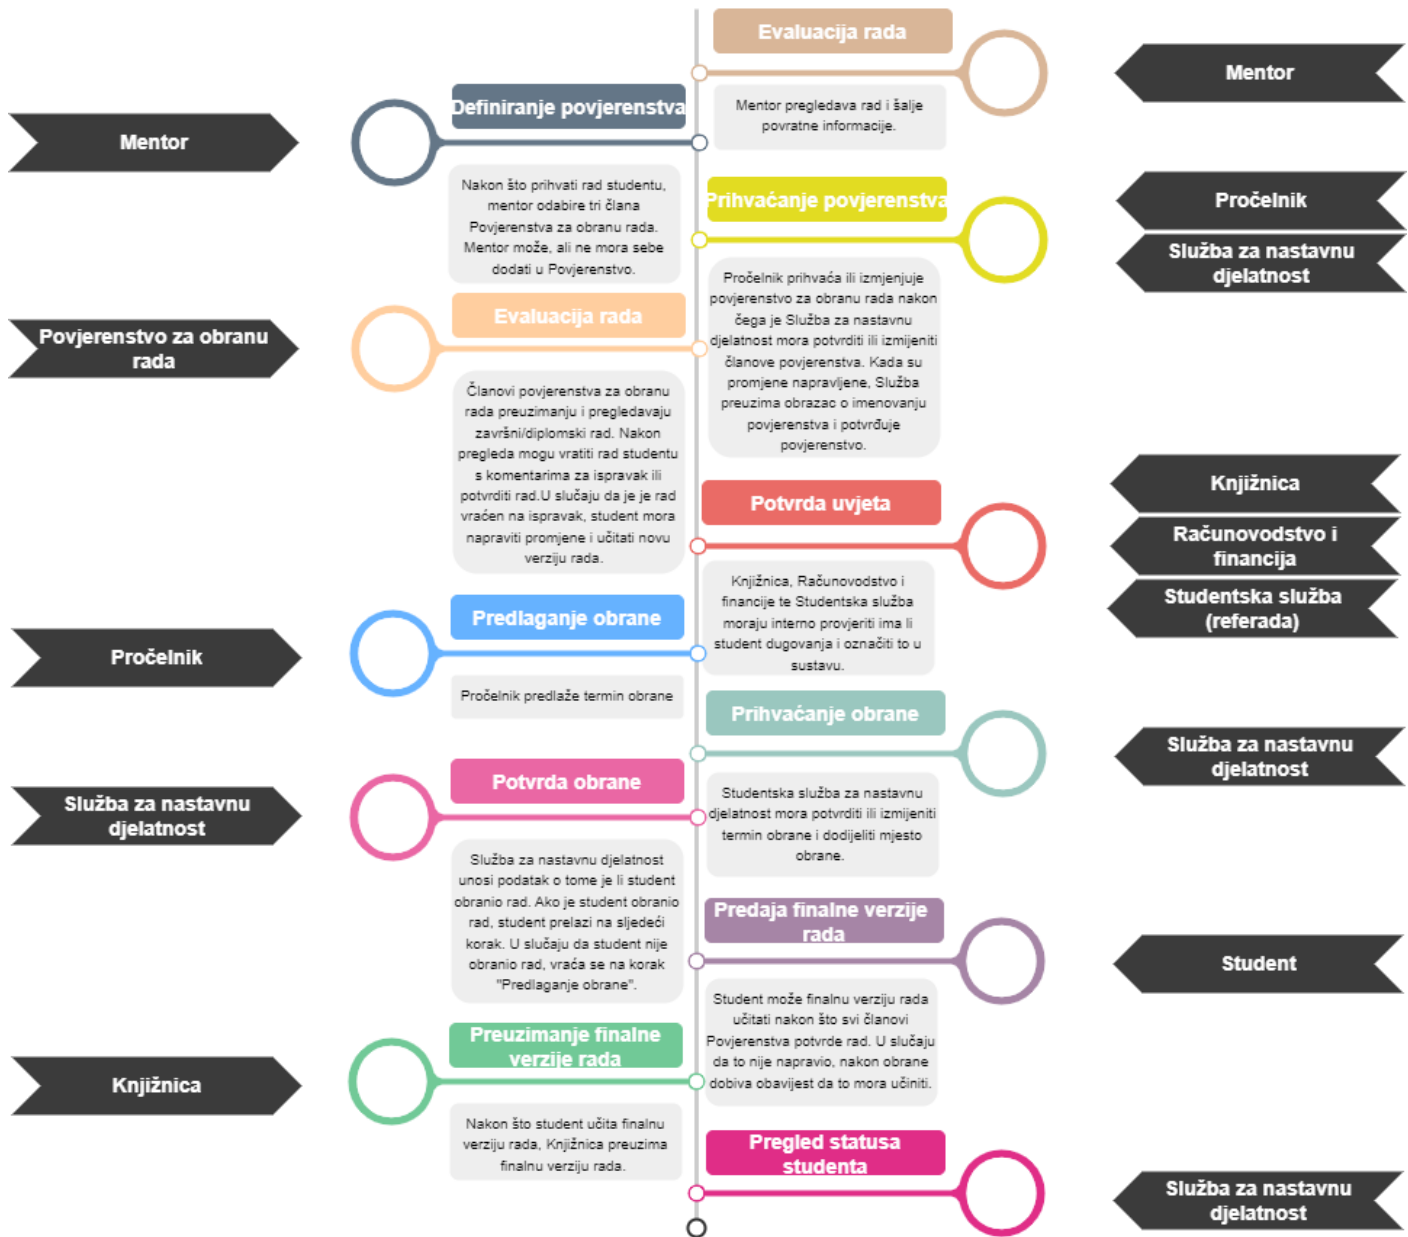 Evaluacija rada
Mentor
Mentor pregledava rad i šalje
povratne informacije.
Definiranje povjerenstva
Mentor
Nakon što prihvati rad studentu,
mentor odabire tri člana
Povjerenstva za obranu rada.
Mentor može, ali ne mora sebe
dodati u Povjerenstvo.
Prihvaćanje povjerenstva
Pročelnik
Služba za nastavnu
djelatnost
Pročelnik prihvaća ili izmjenjuje
povjerenstvo za obranu rada nakon
čega je Služba za nastavnu
djelatnost mora potvrditi ili izmijeniti
članove povjerenstva. Kada su
promjene napravljene, Služba
preuzima obrazac o imenovanju
povjerenstva i potvrđuje
povjerenstvo.
Evaluacija rada
Povjerenstvo za obranu
rada
Članovi povjerenstva za obranu
rada preuzimanju i pregledavaju
završni/diplomski rad. Nakon
pregleda mogu vratiti rad studentu
s komentarima za ispravak ili
potvrditi rad.U slučaju da je je rad
vraćen na ispravak, student mora
napraviti promjene i učitati novu
verziju rada.
Potvrda uvjeta
Knjižnica
Računovodstvo i
financija
Studentska služba
(referada)
Knjižnica, Računovodstvo i
financije te Studentska služba
moraju interno provjeriti ima li
student dugovanja i označiti to u
sustavu.
Predlaganje obrane
Pročelnik
Pročelnik predlaže termin obrane
Prihvaćanje obrane
Služba za nastavnu
djelatnost
Studentska služba za nastavnu
djelatnost mora potvrditi ili izmijeniti
termin obrane i dodijeliti mjesto
obrane.
Potvrda obrane
Služba za nastavnu
djelatnost
Služba za nastavnu djelatnost
unosi podatak o tome je li student
obranio rad. Ako je student obranio
rad, student prelazi na sljedeći
korak. U slučaju da student nije
obranio rad, vraća se na korak
"Predlaganje obrane".
Predaja finalne verzije
rada
Student
Student može finalnu verziju rada
učitati nakon što svi članovi
Povjerenstva potvrde rad. U slučaju
da to nije napravio, nakon obrane
dobiva obavijest da to mora učiniti.
Preuzimanje finalne
verzije rada
Knjižnica
Nakon što student učita finalnu
verziju rada, Knjižnica preuzima
finalnu verziju rada.
Pregled statusa
studenta
Služba za nastavnu
djelatnost